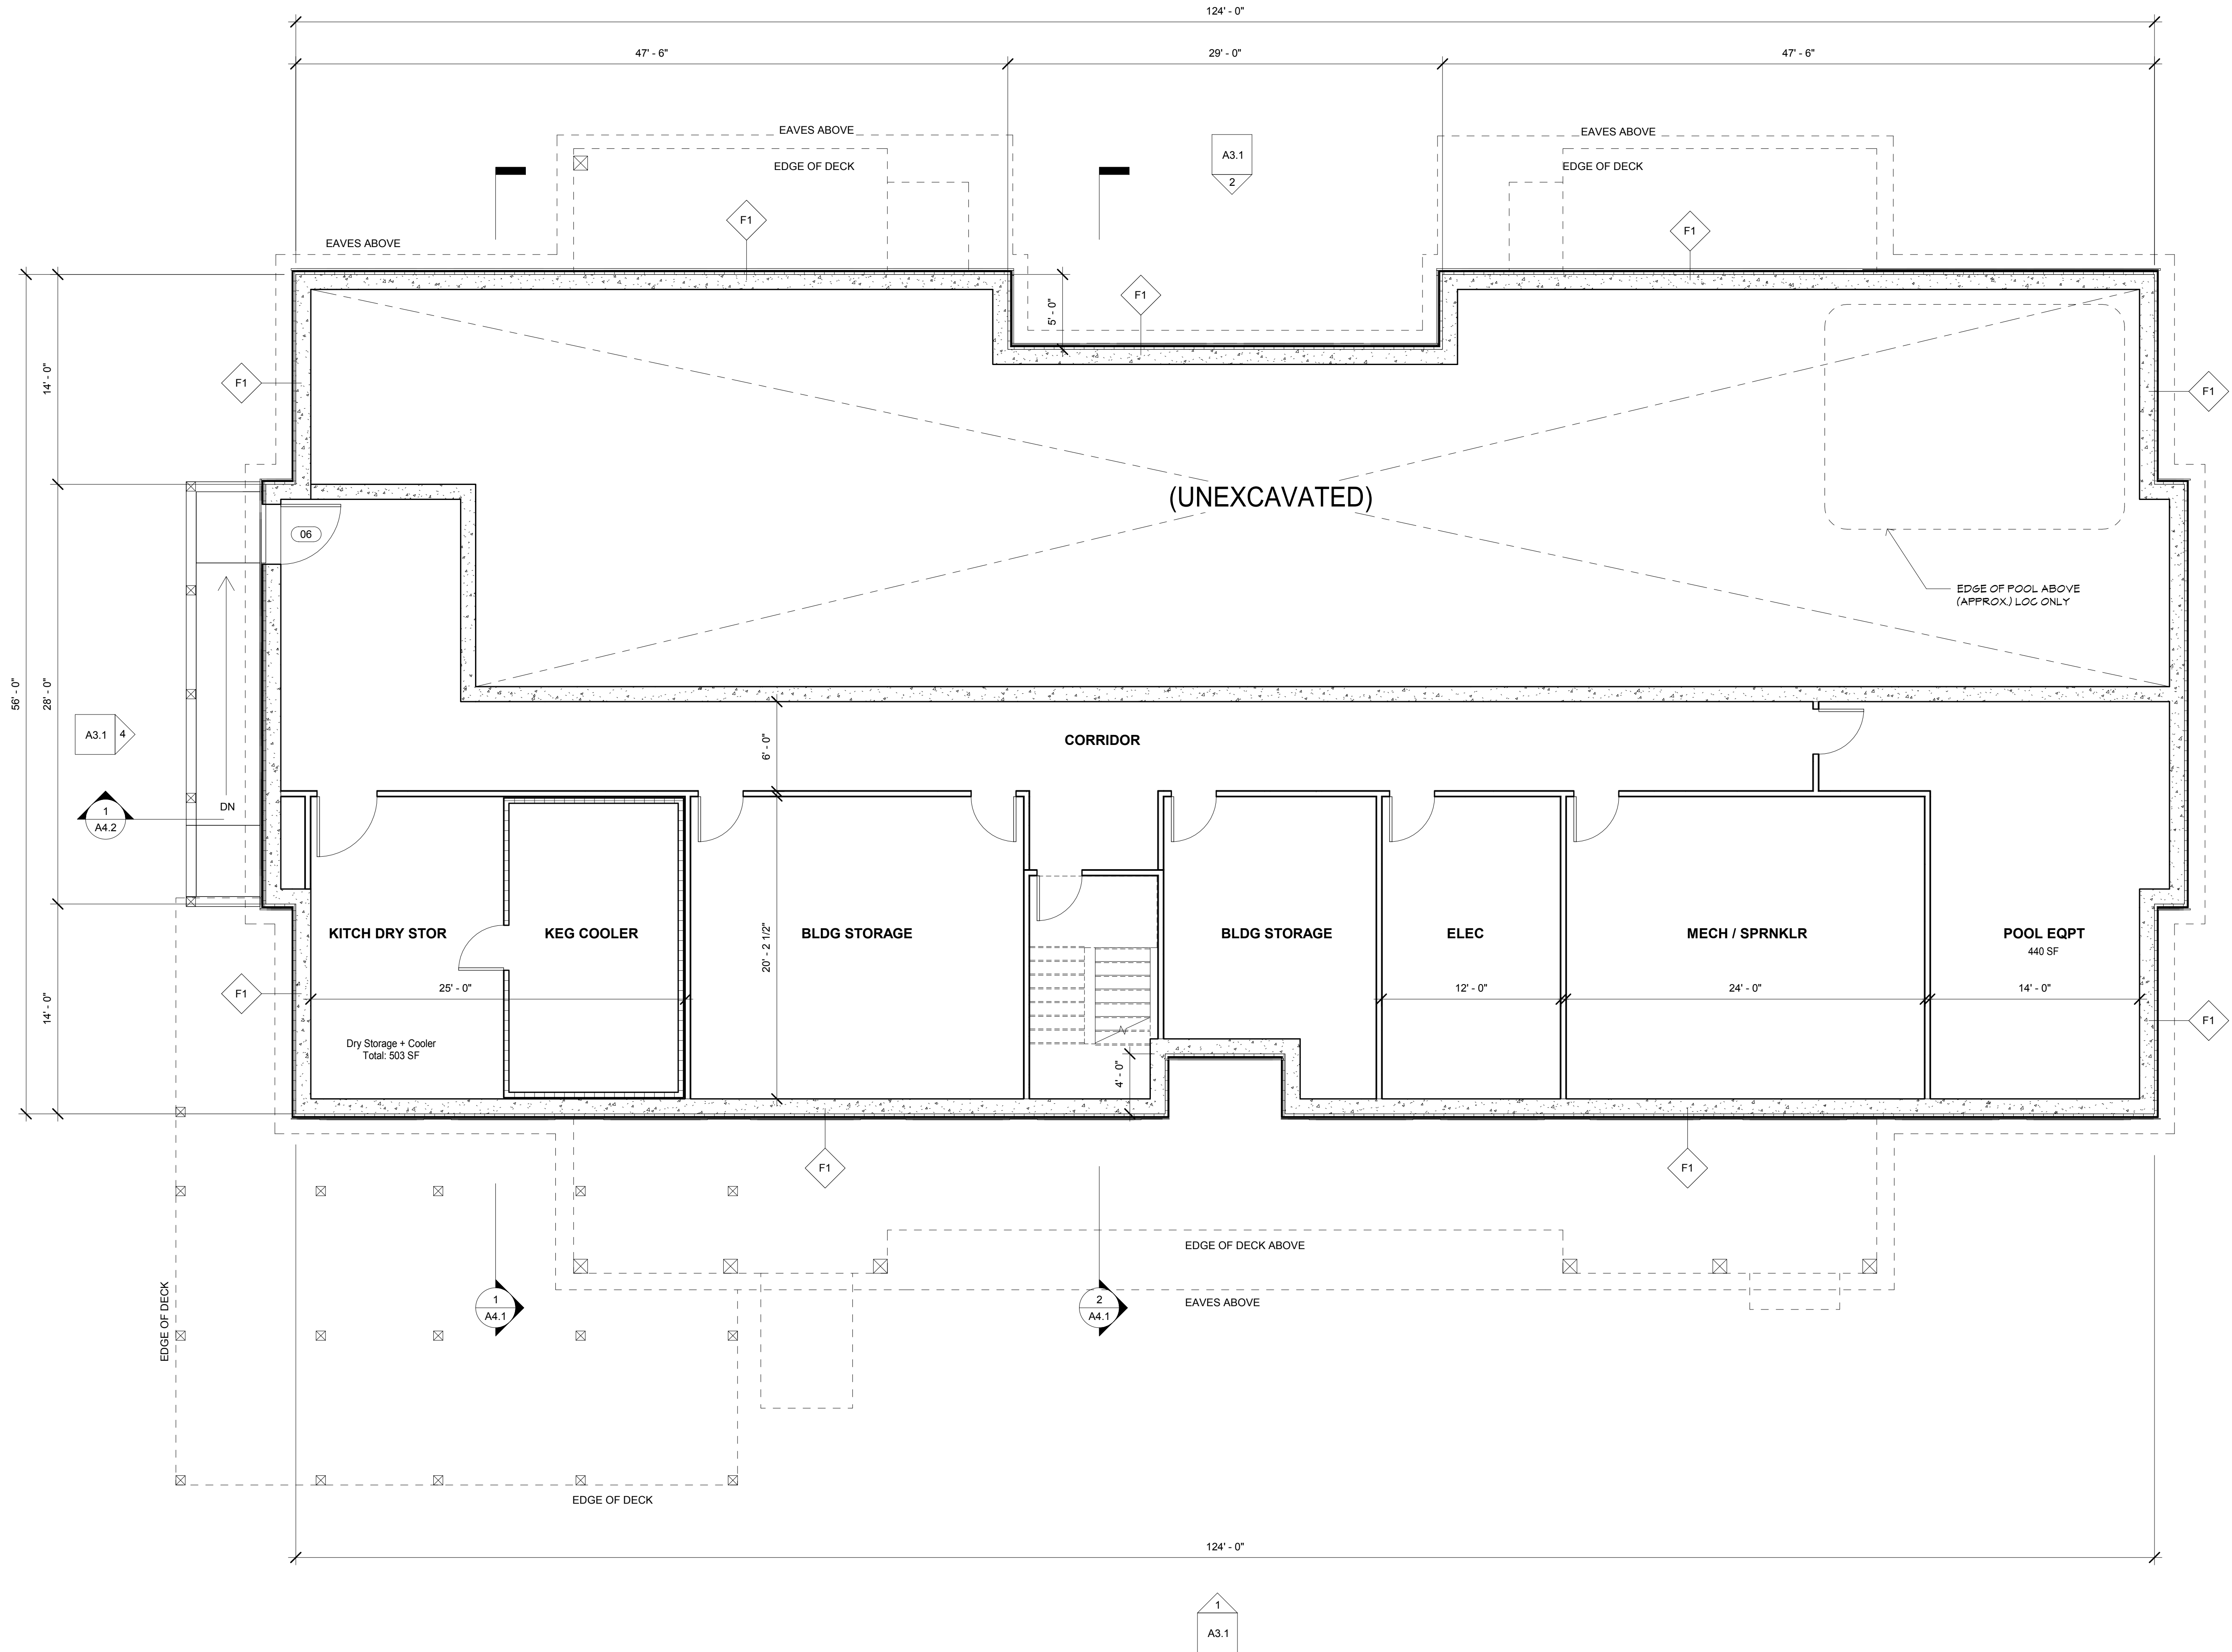 124' - 0"
47' - 6"
29' - 0"
47' - 6"
EAVES ABOVE
EAVES ABOVE
A3.1
2
EDGE OF DECK
EDGE OF DECK
F1
F1
EAVES ABOVE
F1
5' - 0"
14' - 0"
F1
F1
(UNEXCAVATED)
06
EDGE OF POOL ABOVE
(APPROX.) LOC ONLY
56' - 0"
28' - 0"
A3.1
4
6' - 0"
CORRIDOR
DN
1
A4.2
KITCH DRY STOR
KEG COOLER
BLDG STORAGE
BLDG STORAGE
ELEC
MECH / SPRNKLR
POOL EQPT
440 SF
20' - 2 1/2"
25' - 0"
12' - 0"
24' - 0"
14' - 0"
F1
14' - 0"
F1
Dry Storage + Cooler
Total: 503 SF
4' - 0"
F1
F1
EDGE OF DECK ABOVE
EAVES ABOVE
1
A4.1
2
A4.1
EDGE OF DECK
EDGE OF DECK
124' - 0"
1
A3.1